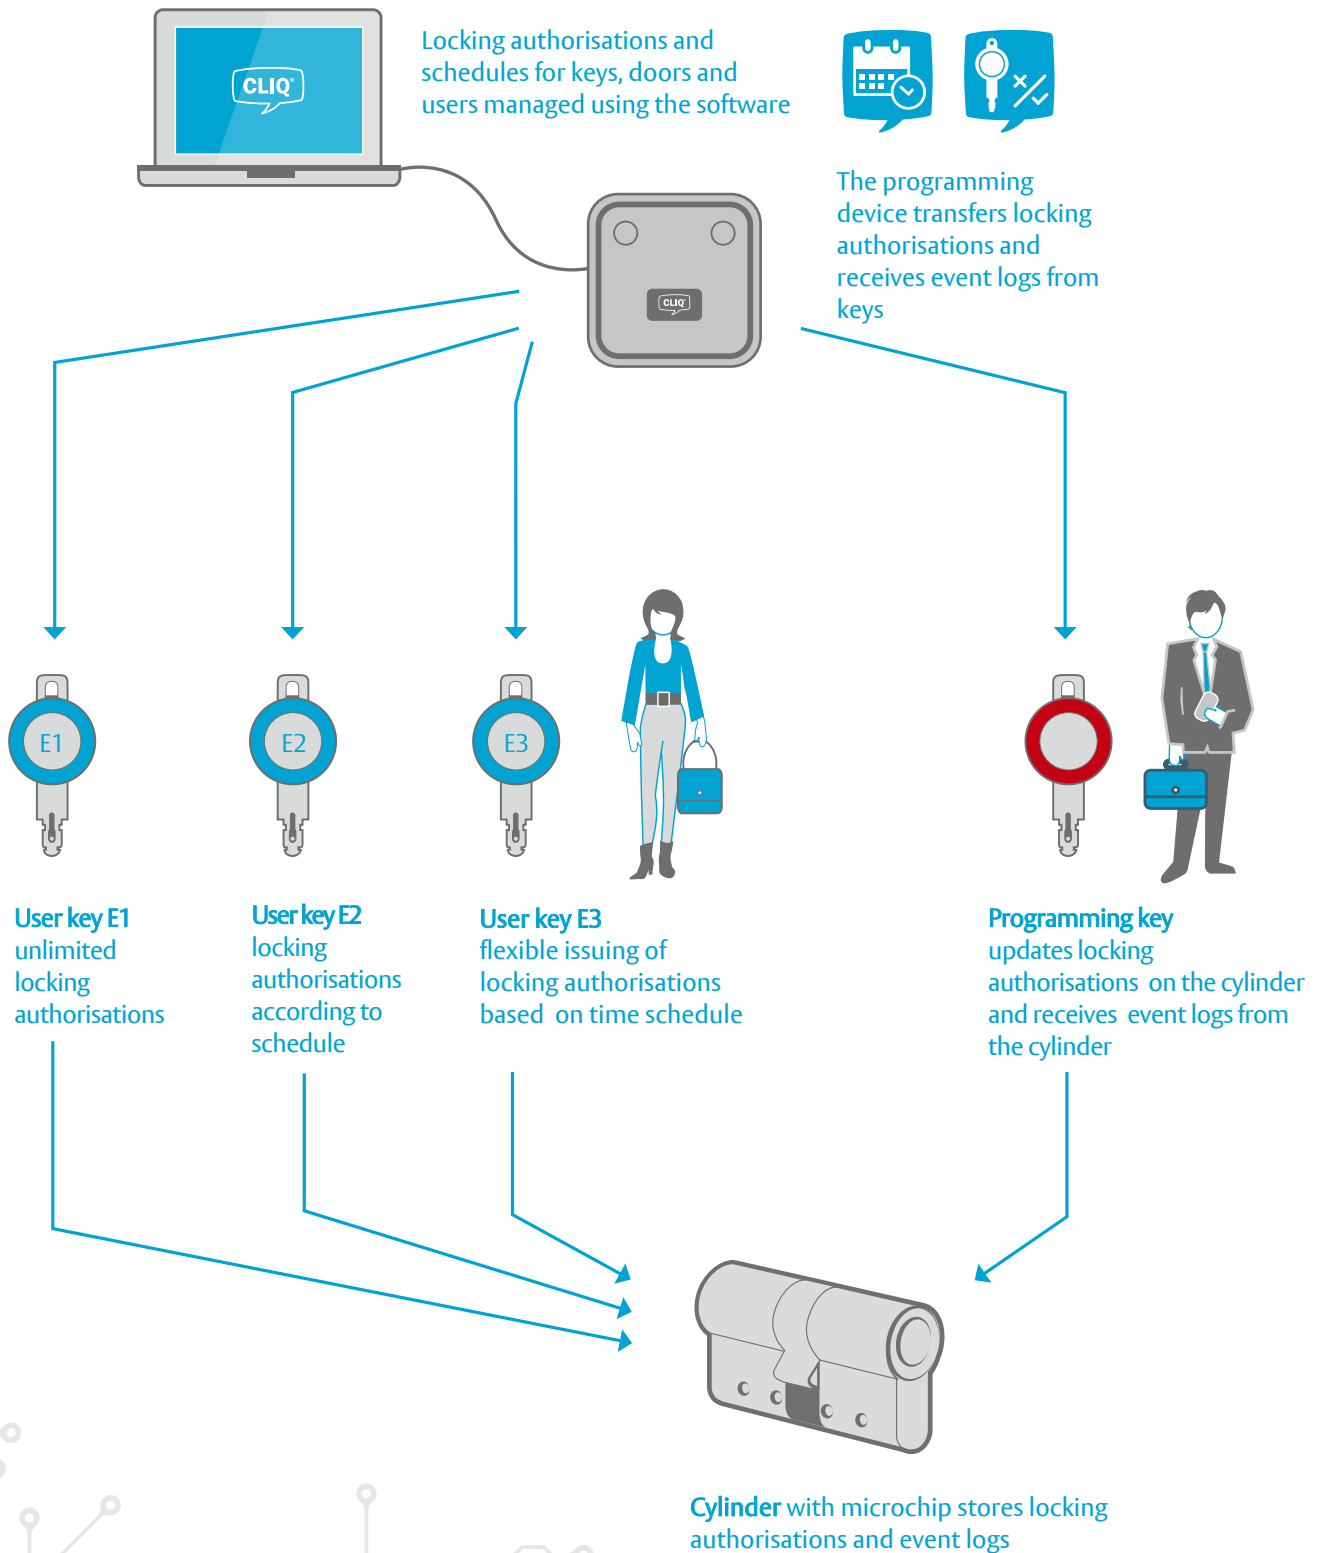 CLIQ®
Locking authorisations and
schedules for keys, doors and
users managed using the software
The programming
device transfers locking
authorisations and
receives event logs from
keys
CLIQ
E1
E2
E3
User key E1
unlimited
locking
authorisations
User key E2
locking
authorisations
according to
schedule
User key E3
flexible issuing of
locking authorisations
based on time schedule
Programming key
updates locking
authorisations on the cylinder
and receives event logs from
the cylinder
Cylinder with microchip stores locking
authorisations and event logs